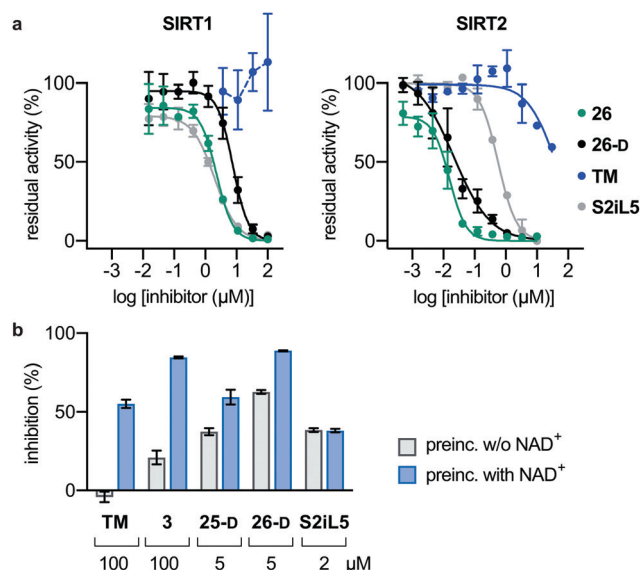 a
SIRT1
SIRT2
residual activity (%)
100
50
0
-3 -2 -1 0 1 2
log [inhibitor (µM)]
residual activity (%)
100
50
0
-3 -2 -1 0 1 2
log [inhibitor (µM)]
26
26-D
TM
S2iL5
b
inhibition (%)
100
50
0
TM 3 25-D 26-D S2iL5
100 100 5 5 2 µM
preinc. w/o NAD+
preinc. with NAD+